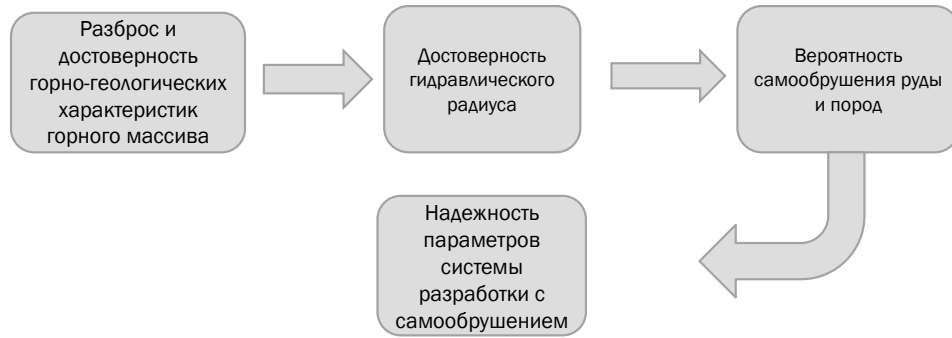 Разброс и
достоверность
горно-геологических
характеристик
горного массива
Достоверность
гидравлического
радиуса
Вероятность
самообрушения руды
и пород
Надежность
параметров
системы
разработки с
самообрушением